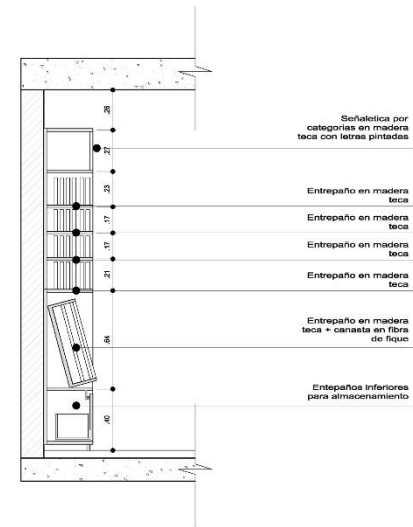 .26
Señaletica por
categorias en madera
teca con letras pintadas
.27
.23
Entrepaño en madera
teca
.17
Entrepaño en madera
teca
.17
Entrepaño en madera
teca
.21
Entrepaño en madera
teca
Entrepaño en madera
teca + canasta en fibra
de fique
.64
Entepaños inferiores
para almacenamiento
.40